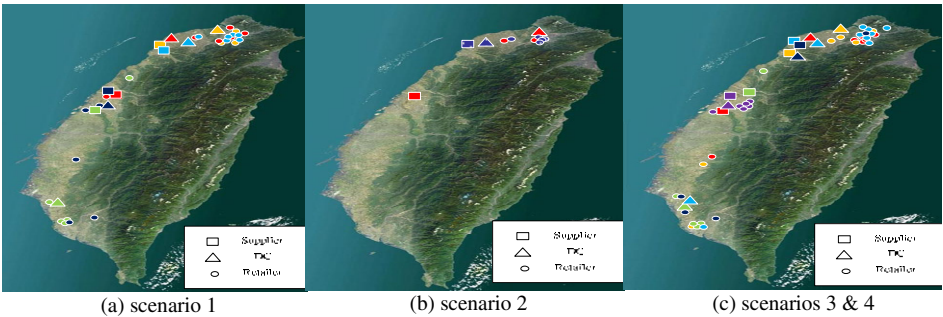 Supplier
DC
Retailer
Supplier
DC
Retailer
Supplier
DC
Retailer
(a) scenario 1
(b) scenario 2
(c) scenarios 3 & 4